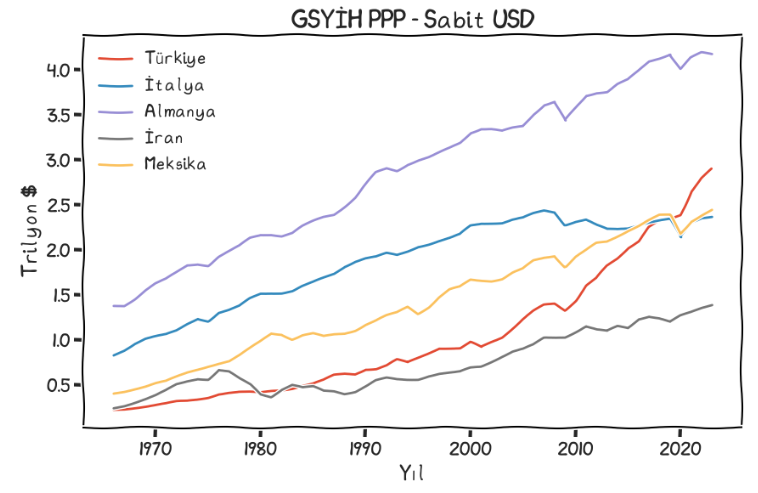 GSYİH PPP - Sabit USD
Türkiye
İtalya
Almanya
İran
Meksika
Trilyon $
4.0
3.5
3.0
2.5
2.0
1.5
1.0
0.5
1970 1980 1990 2000 2010 2020
Yıl